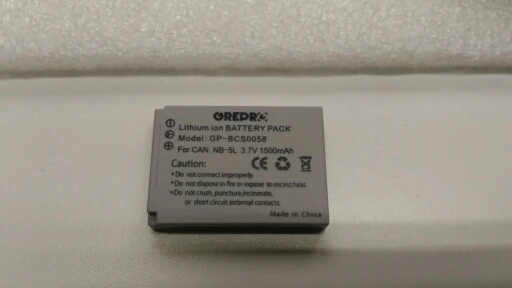 GREPRO
Lithium ion BATTERY PACK
Model: GP-BCS0058
For CAN. NB-5L 3.7V 1500mAh
Caution:
CE
•Do not connect improperly.
•Do not dispose in fire or expose to excess heat.
•Do not crush, puncture, incinerate,
or short circuit external contacts.
Made in China